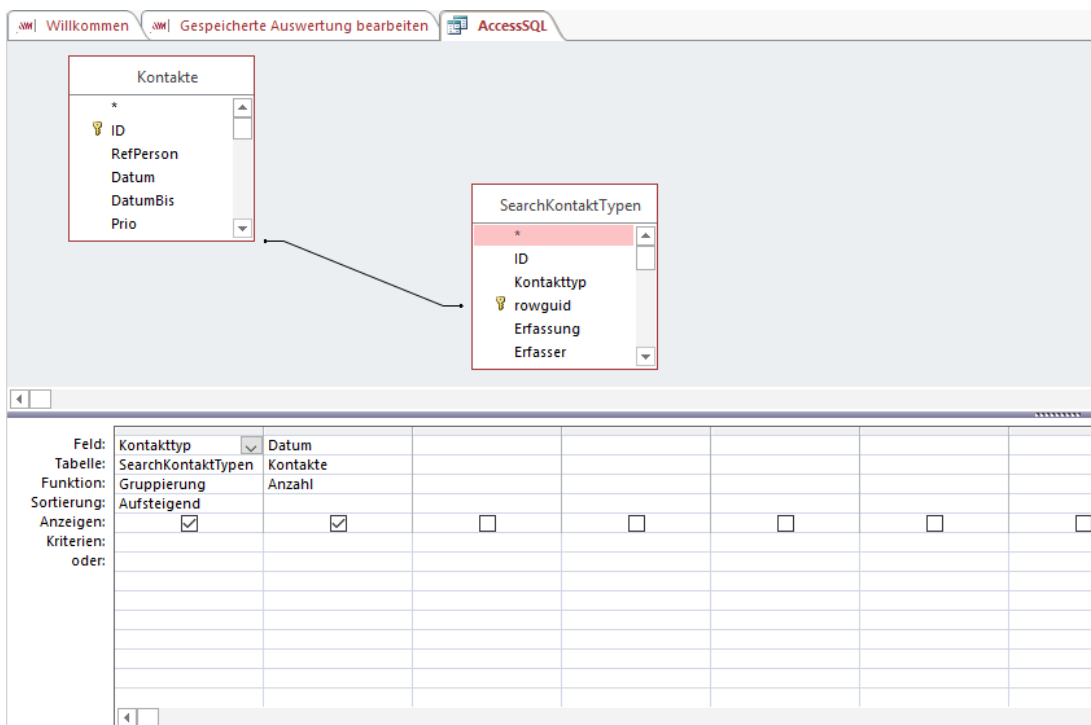 Willkommen Gespeicherte Auswertung bearbeiten AccessSQL
Kontakte
*
ID
RefPerson
Datum
DatumBis
Prio
SearchKontaktTypen
*
ID
Kontakttyp
rowguid
Erfassung
Erfasser
Feld: Kontakttyp Datum
Tabelle: SearchKontaktTypen Kontakte
Funktion: Gruppierung Anzahl
Sortierung: Aufsteigend
Anzeigen:
Kriterien:
oder: